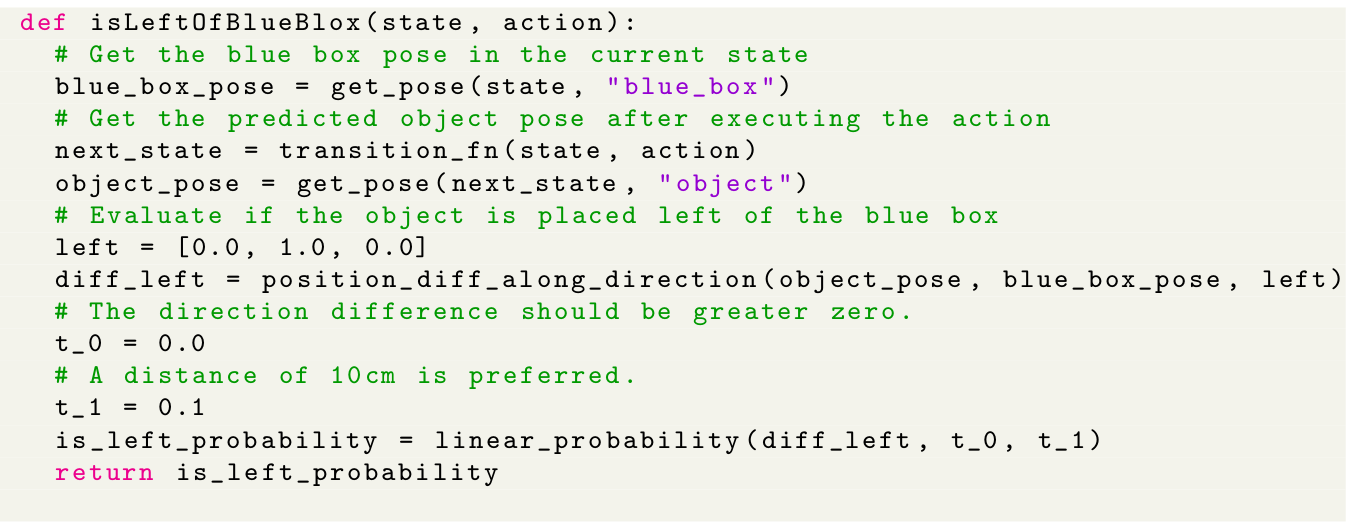 def isLeftOfBlueBlox(state, action):
# Get the blue box pose in the current state
blue_box_pose = get_pose(state, "blue_box")
# Get the predicted object pose after executing the action
next_state = transition_fn(state, action)
object_pose = get_pose(next_state, "object")
# Evaluate if the object is placed left of the blue box
left = [0.0, 1.0, 0.0]
diff_left = position_diff_along_direction(object_pose, blue_box_pose, left)
# The direction difference should be greater zero.
t_0 = 0.0
# A distance of 10cm is preferred.
t_1 = 0.1
is_left_probability = linear_probability(diff_left, t_0, t_1)
return is_left_probability